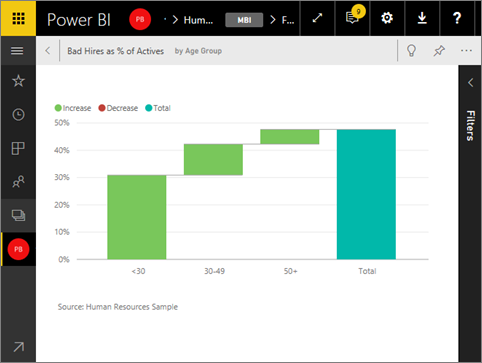 Power BI PB > Hum... MBI > F... 9 ?
Bad Hires as % of Actives by Age Group ...
Increase Decrease Total
50%
40%
30%
20%
10%
0%
<30 30-49 50+ Total
Source: Human Resources Sample
Filters
PB